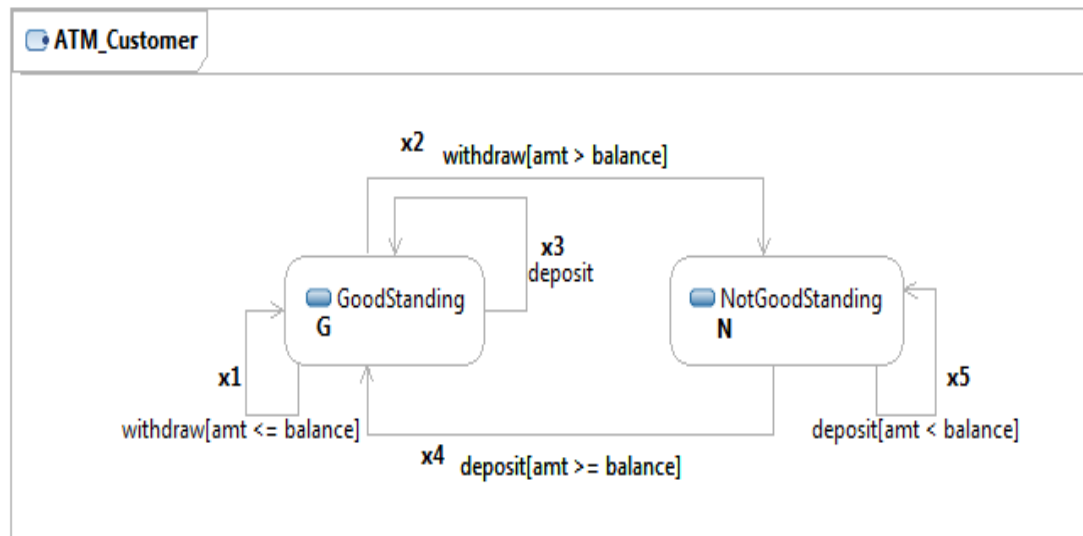 ATM_Customer
x2
withdraw[amt > balance]
x3
deposit
GoodStanding
G
NotGoodStanding
N
x1
x5
withdraw[amt <= balance]
deposit[amt < balance]
x4
deposit[amt >= balance]